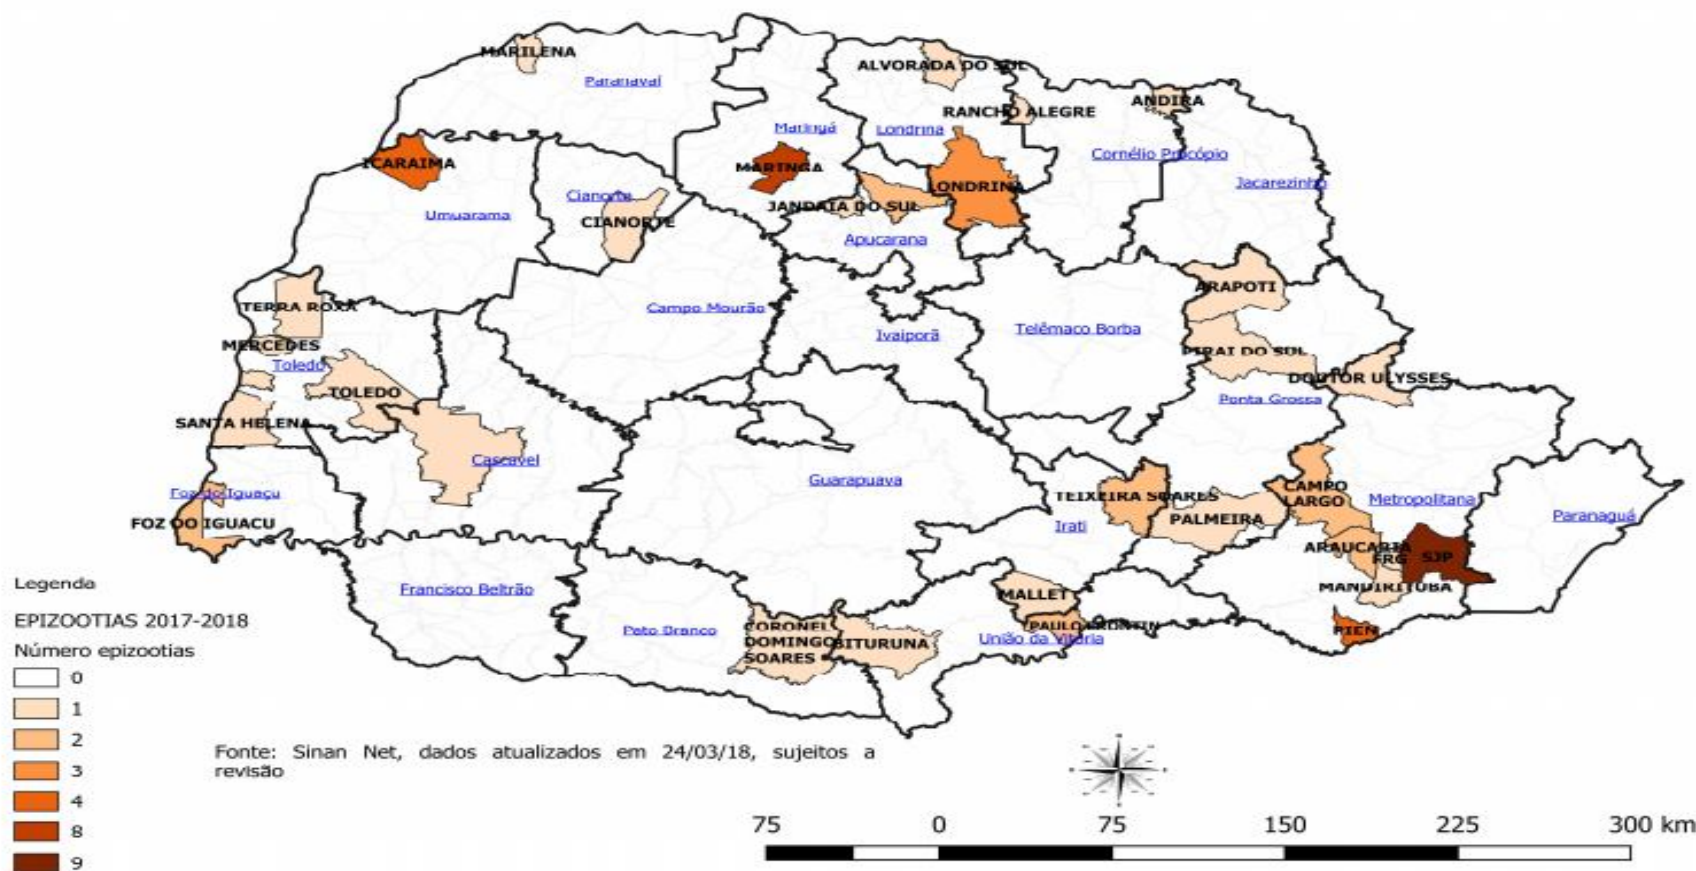 MARILENA
Paranavaí
ALVORADA DO SUL
RANCHO ALEGRE
ANDIRA
Maringá
Londrina
Cornélio Procópio
Jacarezinho
ICARAIMA
MARINGA
LONDRINA
Cianorte
CIANORTE
Umuarama
JANDAIA DO SUL
Apucarana
TERRA ROXA
Campo Mourão
Ivaiporã
Telêmaco Borba
ARAPOTI
MERCEDES
Toledo
TOLEDO
PIRAI DO SUL
DOUTOR ULYSSES
Ponta Grossa
SANTA HELENA
Cascavel
Guarapuava
Foz do Iguaçu
FOZ DO IGUACU
TEIXEIRA SOARES
PALMEIRA
Irati
CAMPO
LARGO
Metropolitana
Paranaguá
ARAUCARIA
FRG
SJP
MANDIRITUBA
Francisco Beltrão
Pato Branco
CORONEL
DOMINGO
SOARES
BITURUNA
MALLET
PAULO FRONTIN
União da Vitória
PIEN
Legenda
EPIZOOTIAS 2017-2018
Número epizootias
0
1
2
3
4
8
9
Fonte: Sinan Net, dados atualizados em 24/03/18, sujeitos a
revisão
75 0 75 150 225 300 km